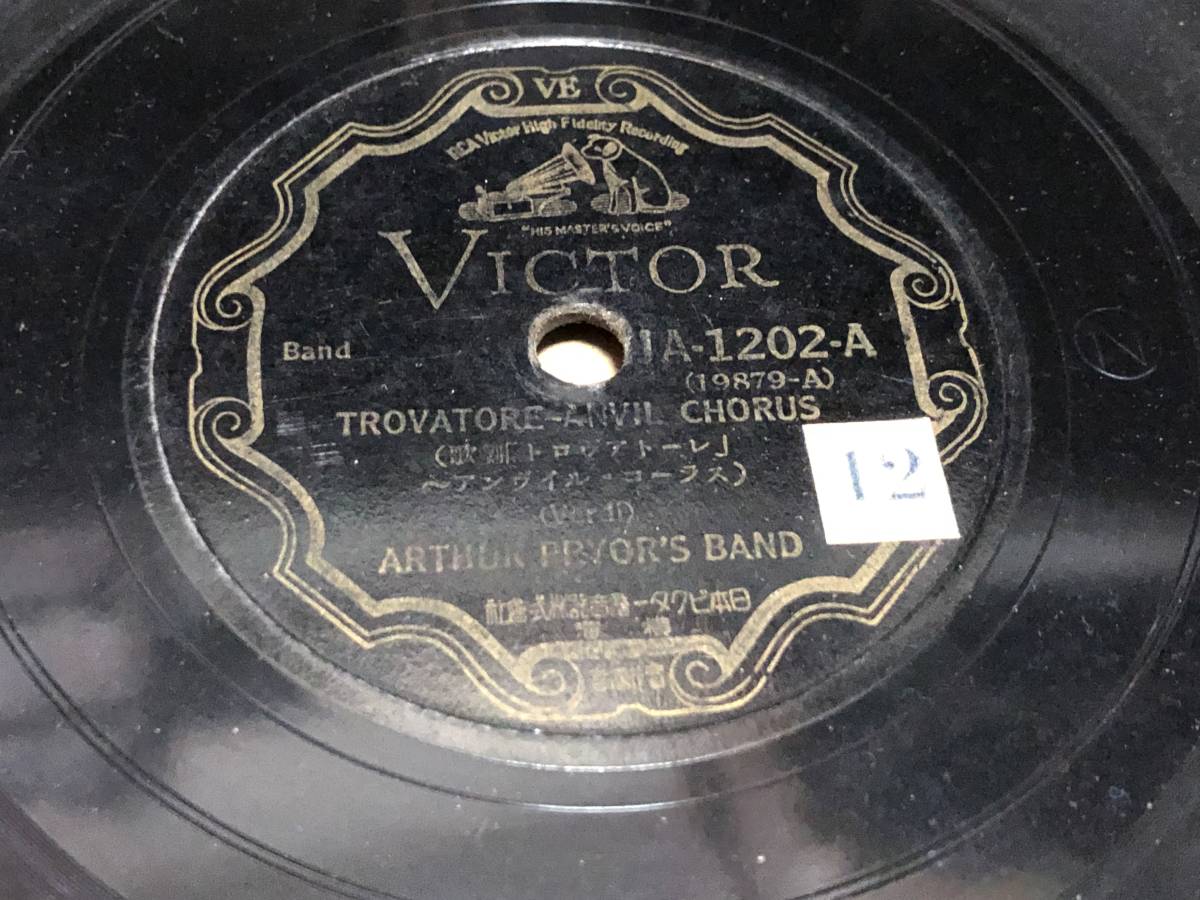 VE
RCA Victor High Fidelity Recording
"HIS MASTER'S VOICE"
VICTOR
Band
JA-1202-A
(19879-A)
TROVATORE-ANVIL CHORUS
(歌劇「トロヴァトーレ」
～アンヴイル・コーラス)
(Verdi)
ARTHUR PRYOR'S BAND
日本ビクター蓄音器株式會社
12
N